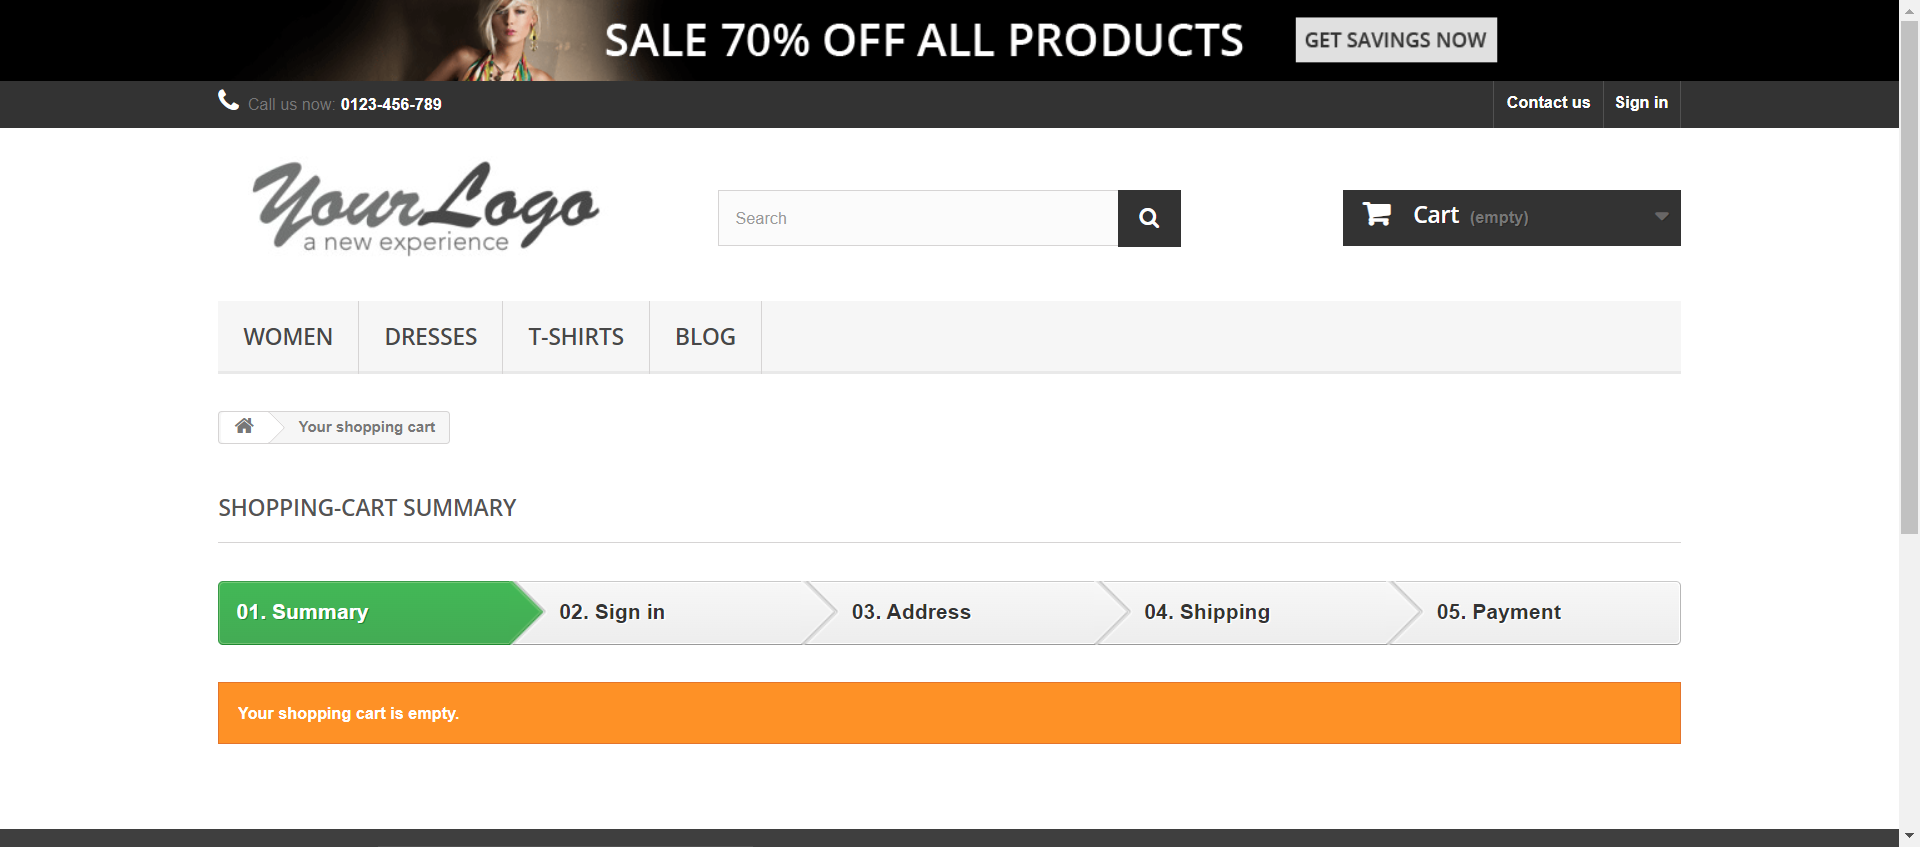 SALE 70% OFF ALL PRODUCTS
GET SAVINGS NOW
Call us now: 0123-456-789
Contact us
Sign in
YourLogo
a new experience
Search
Cart (empty)
WOMEN
DRESSES
T-SHIRTS
BLOG
Your shopping cart
SHOPPING-CART SUMMARY
01. Summary
02. Sign in
03. Address
04. Shipping
05. Payment
Your shopping cart is empty.